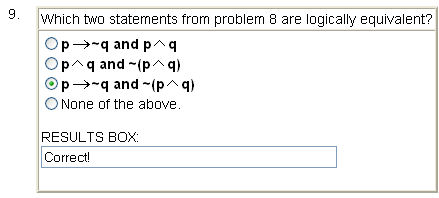 9. Which two statements from problem 8 are logically equivalent?
p→~q and p^q
p^q and ~(p^q)
p→~q and ~(p^q)
None of the above.
RESULTS BOX:
Correct!